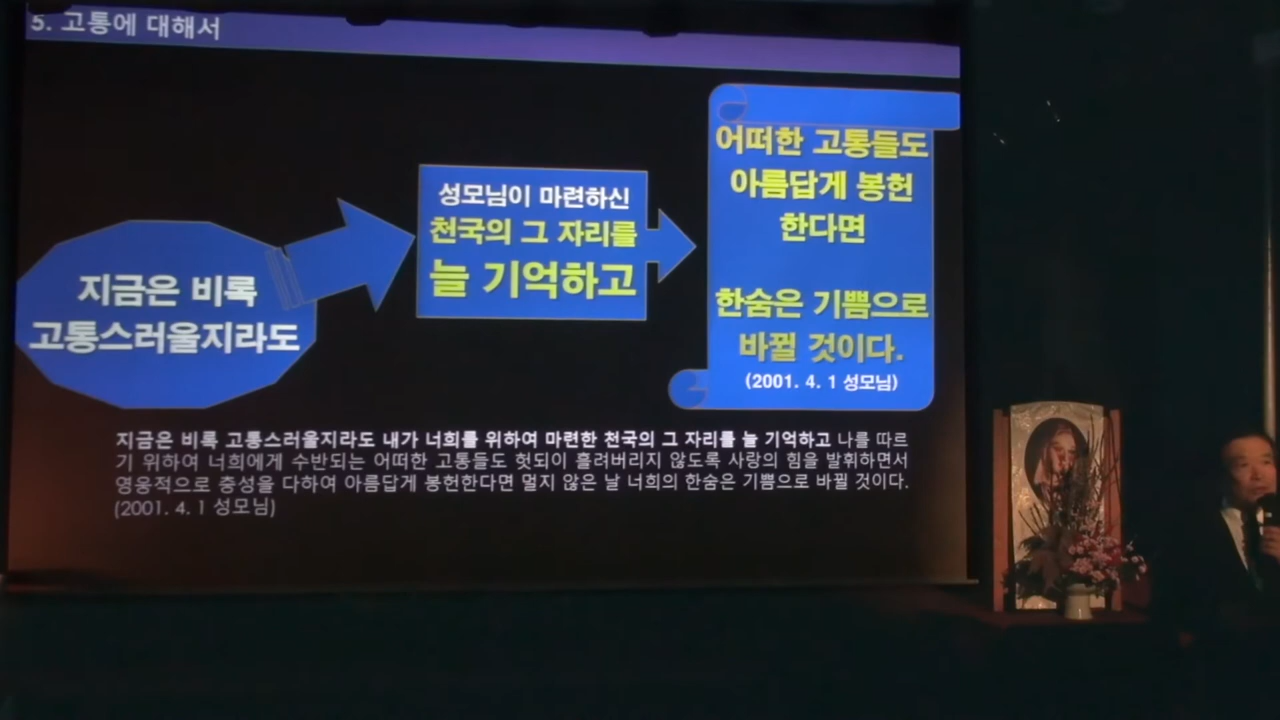 5. 고통에 대해서
지금은 비록
고통스러울지라도
성모님이 마련하신
천국의 그 자리를
늘 기억하고
어떠한 고통들도
아름답게 봉헌
한다면
한숨은 기쁨으로
바뀔 것이다.
(2001. 4. 1 성모님)
지금은 비록 고통스러울지라도 내가 너희를 위하여 마련한 천국의 그 자리를 늘 기억하고 나를 따르
기 위하여 너희에게 수반되는 어떠한 고통들도 헛되이 흘려버리지 않도록 사랑의 힘을 발휘하면서
영웅적으로 충성을 다하여 아름답게 봉헌한다면 멀지 않은 날 너희의 한숨은 기쁨으로 바뀔 것이다.
(2001. 4. 1 성모님)